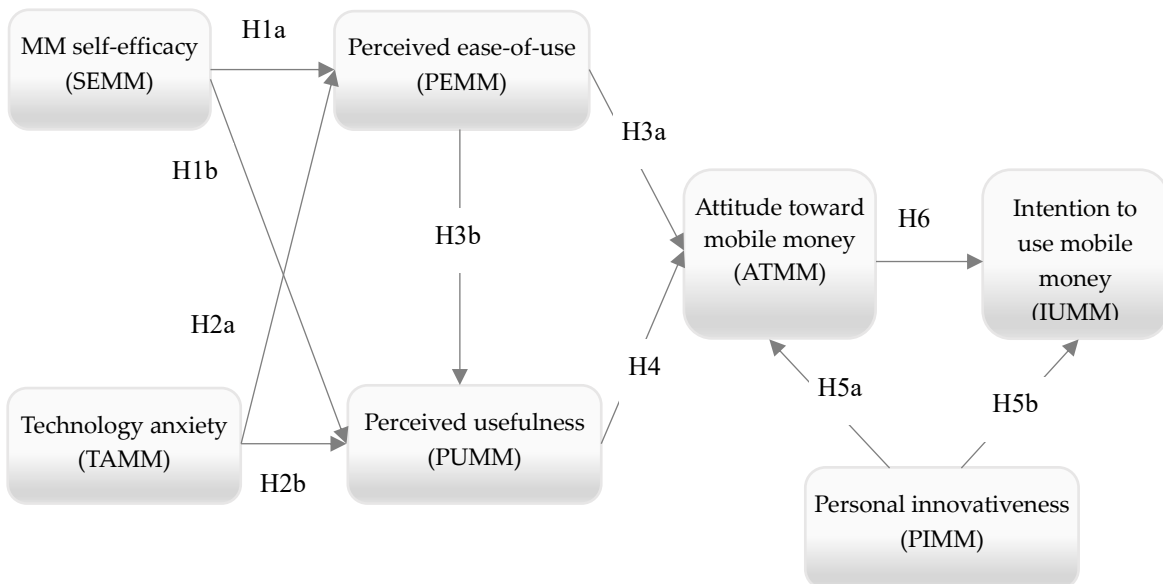 MM self-efficacy
(SEMM)
H1a
Perceived ease-of-use
(PEMM)
H1b
H3a
H3b
H2a
Attitude toward
mobile money
(ATMM)
H6
Intention to
use mobile
money
(IUMM)
Technology anxiety
(TAMM)
H2b
Perceived usefulness
(PUMM)
H4
H5a
H5b
Personal innovativeness
(PIMM)